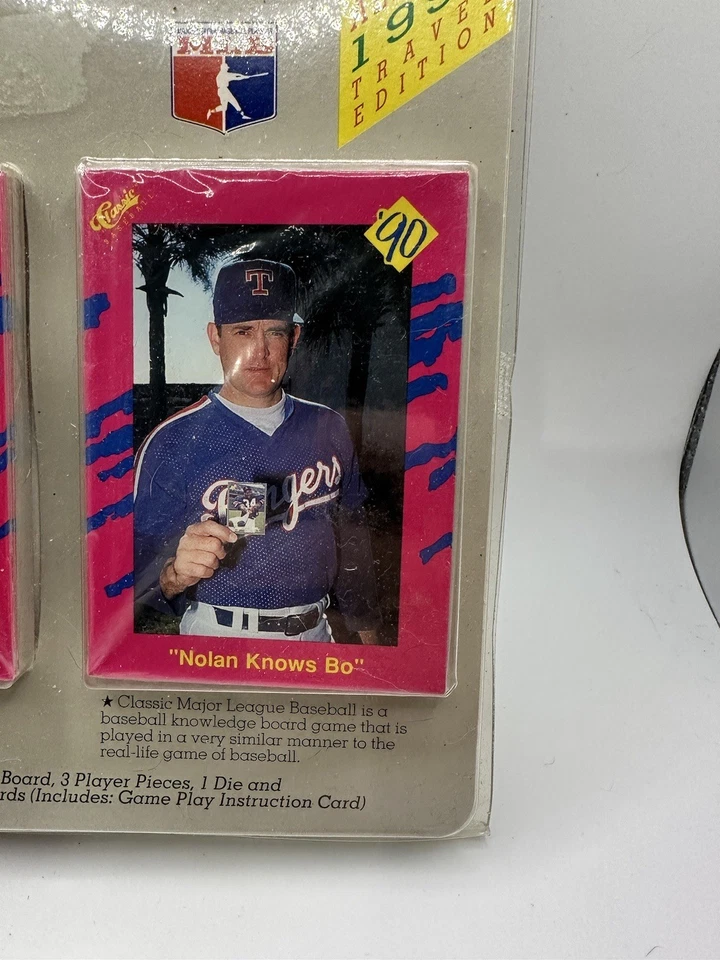 199
TRAVEL
EDITION
Classic
BASEBALL
'90
T
Rangers
"Nolan Knows Bo"
★ Classic Major League Baseball is a
baseball knowledge board game that is
played in a very similar manner to the
real-life game of baseball.
Board, 3 Player Pieces, 1 Die and
rds (Includes: Game Play Instruction Card)